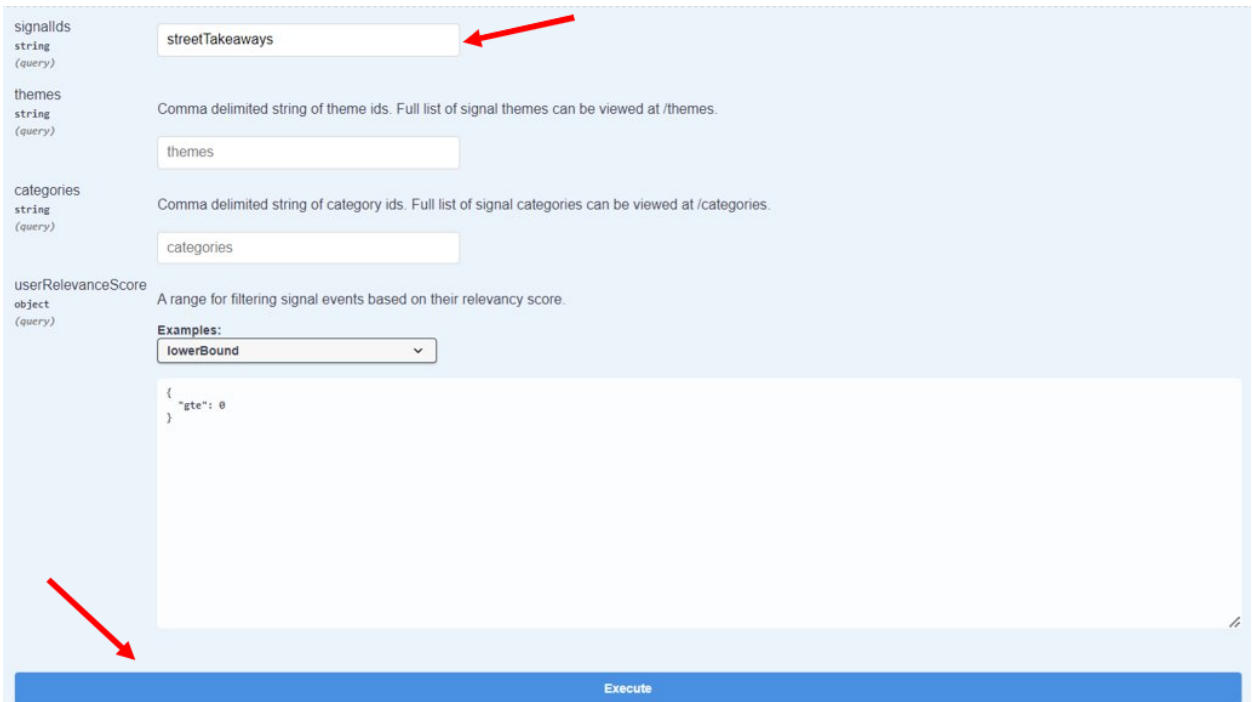 signalIds
string
(query)
streetTakeaways
themes
string
(query)
Comma delimited string of theme ids. Full list of signal themes can be viewed at /themes.
themes
categories
string
(query)
Comma delimited string of category ids. Full list of signal categories can be viewed at /categories.
categories
userRelevanceScore
object
(query)
A range for filtering signal events based on their relevancy score.
Examples:
lowerBound
{
"gte": 0
}
Execute